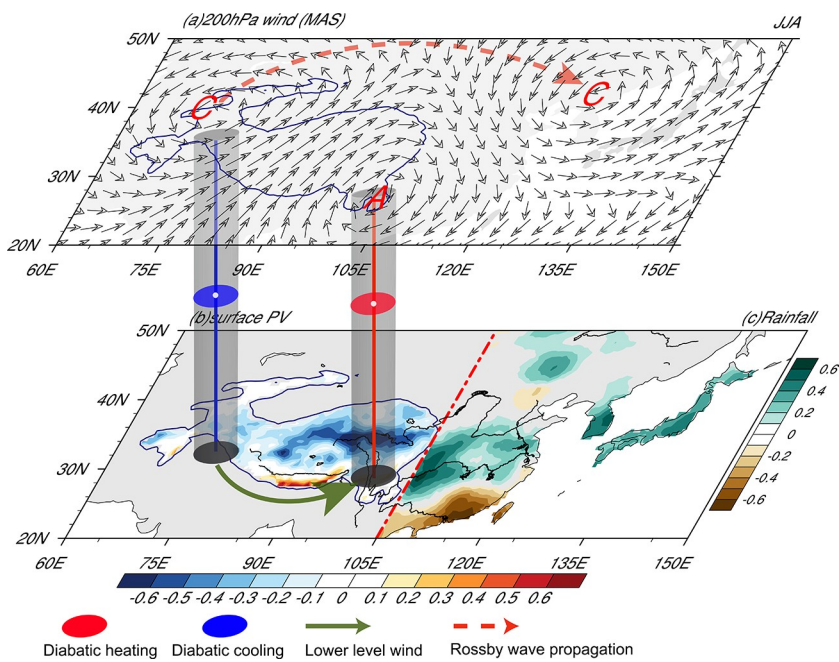 (a)200hPa wind (MAS)
JJA
50N
40N
30N
20N
C
C
A
60E
75E
90E
105E
120E
135E
150E
(b)surface PV
(c)Rainfall
50N
40N
30N
20N
0.6
0.4
0.2
0
-0.2
-0.4
-0.6
60E
75E
90E
105E
120E
135E
150E
-0.6 -0.5 -0.4 -0.3 -0.2 -0.1 0 0.1 0.2 0.3 0.4 0.5 0.6
Diabatic heating
Diabatic cooling
Lower level wind
Rossby wave propagation